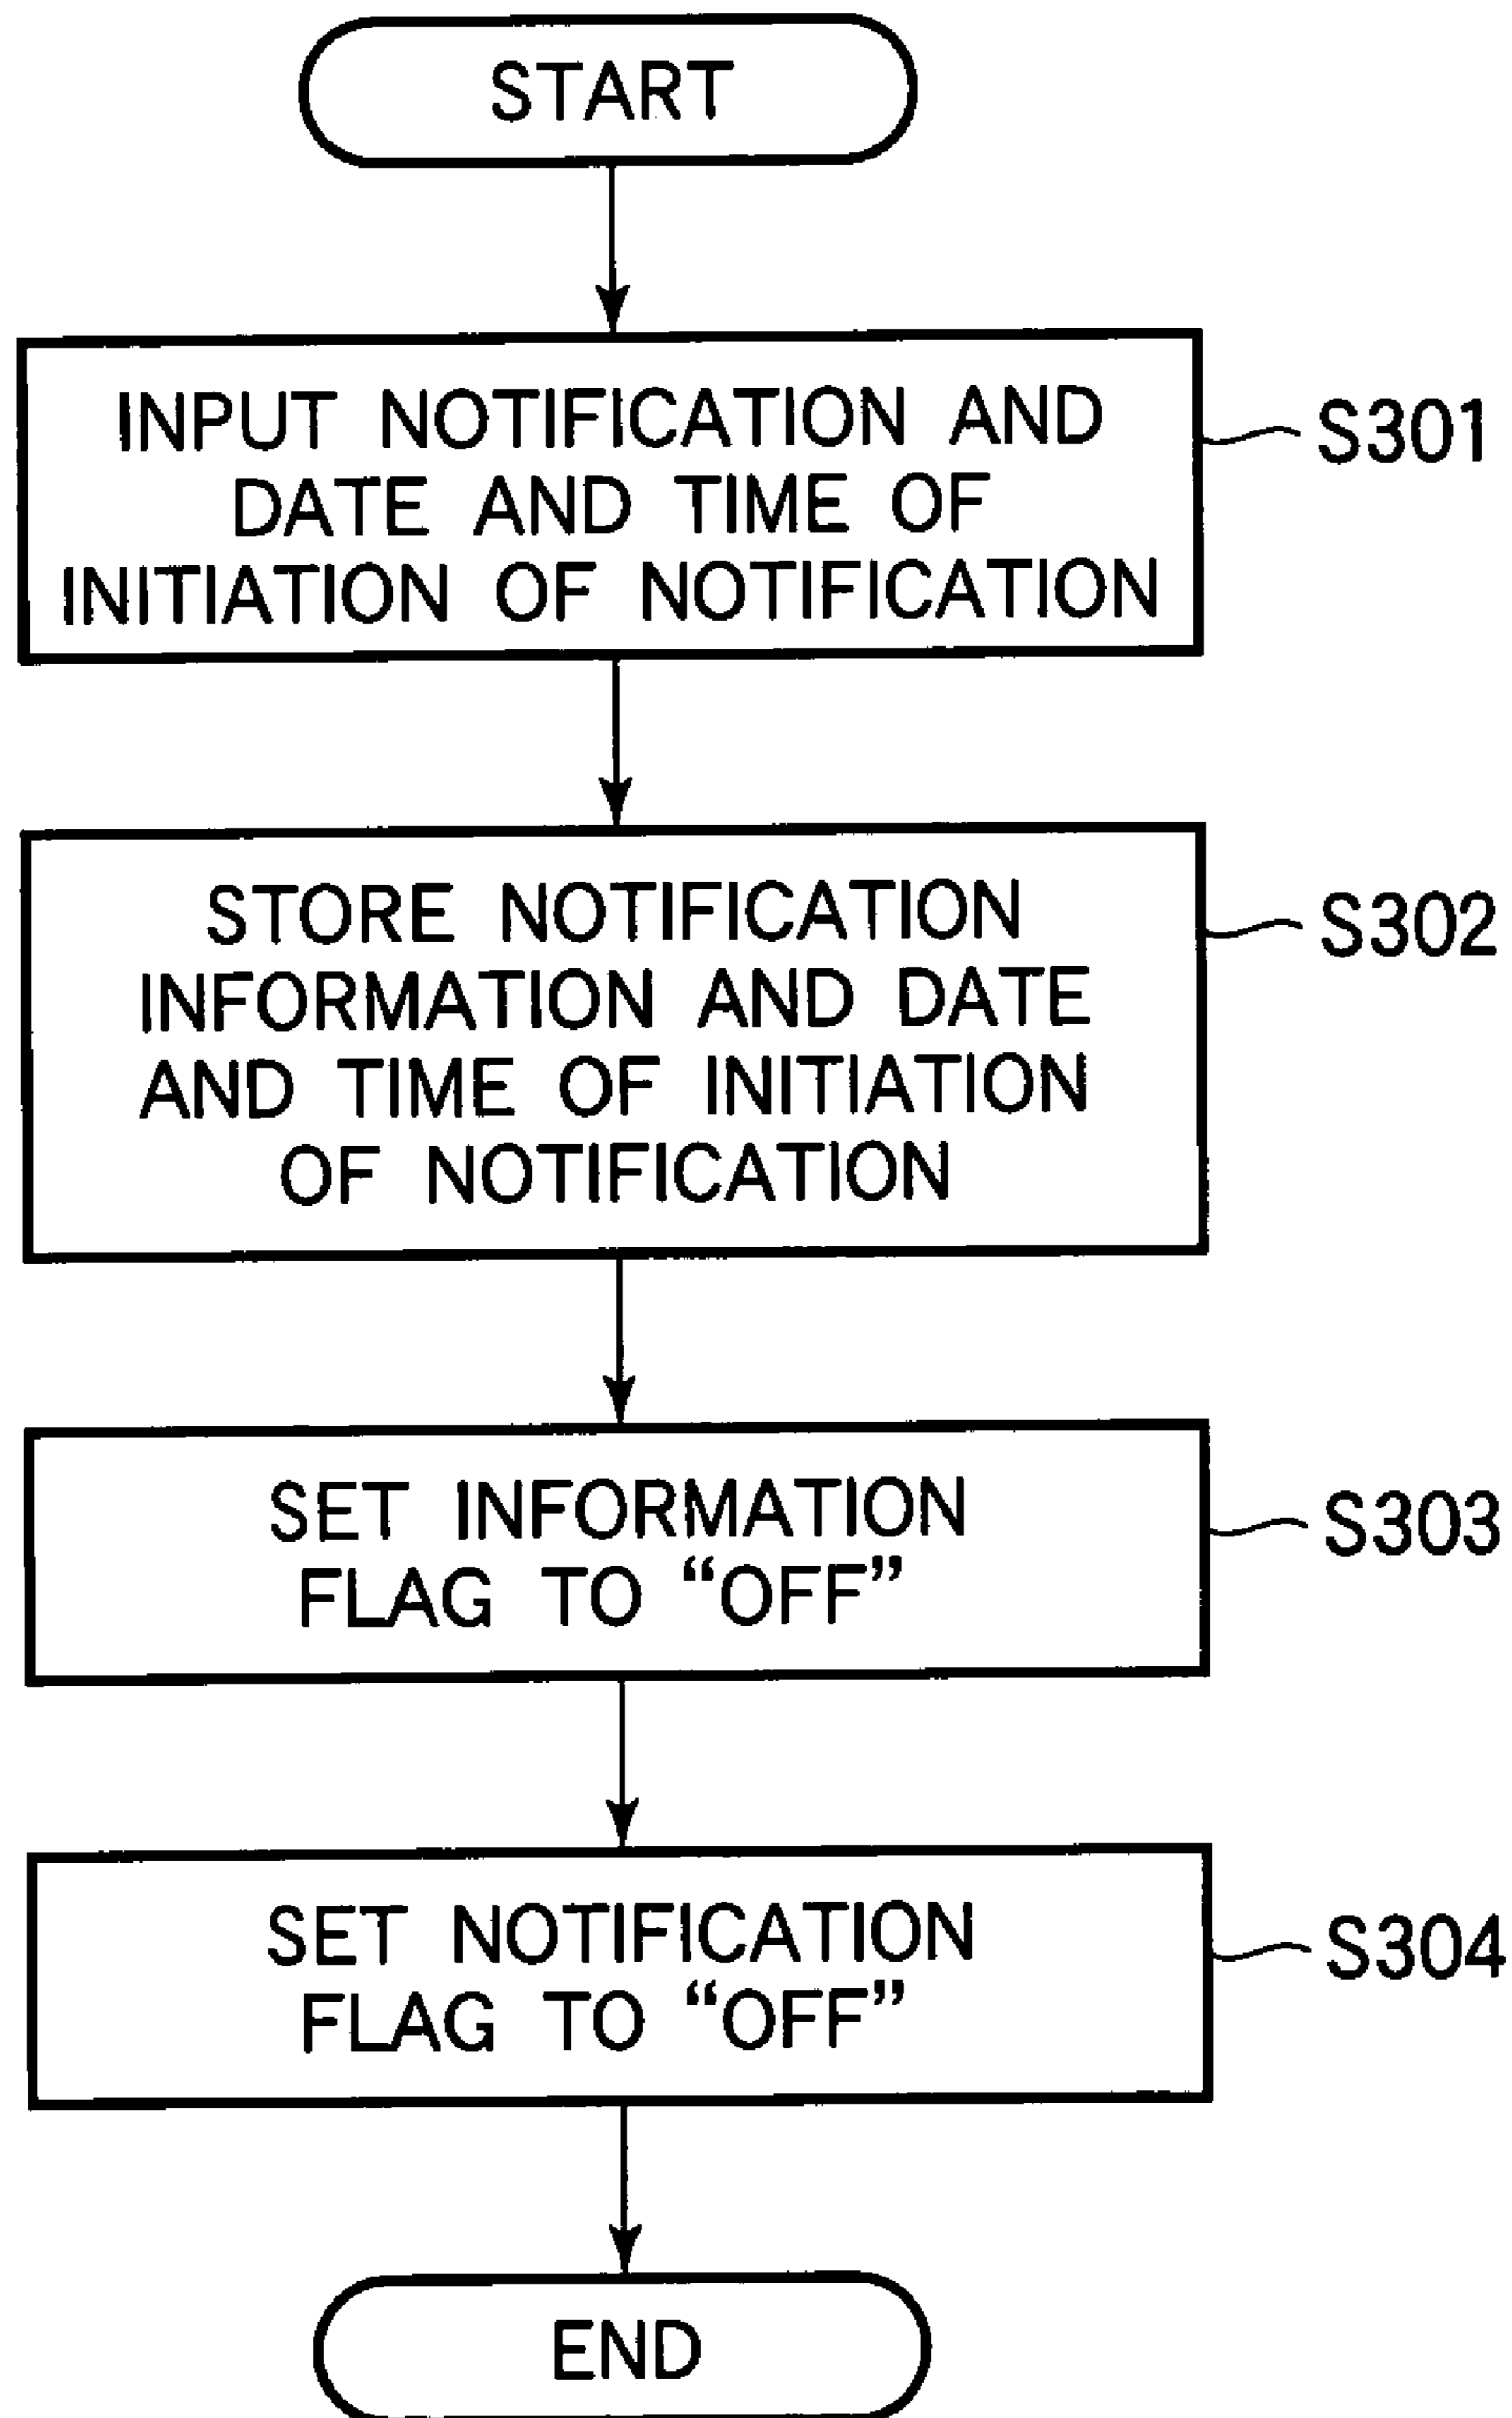 START
INPUT NOTIFICATION AND
DATE AND TIME OF
INITIATION OF NOTIFICATION
S301
STORE NOTIFICATION
INFORMATION AND DATE
AND TIME OF INITIATION
OF NOTIFICATION
S302
SET INFORMATION
FLAG TO “OFF”
S303
SET NOTIFICATION
FLAG TO “OFF”
S304
END